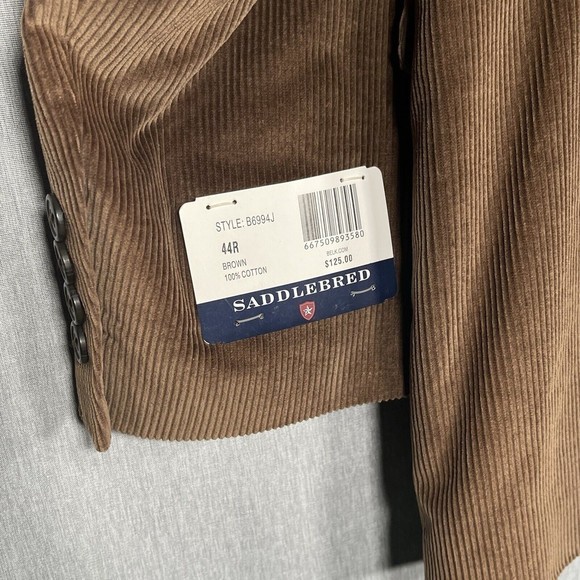 STYLE: B6994J
44R
BROWN
100% COTTON
667509893580
BELK.COM
$125.00
SADDLEBRED